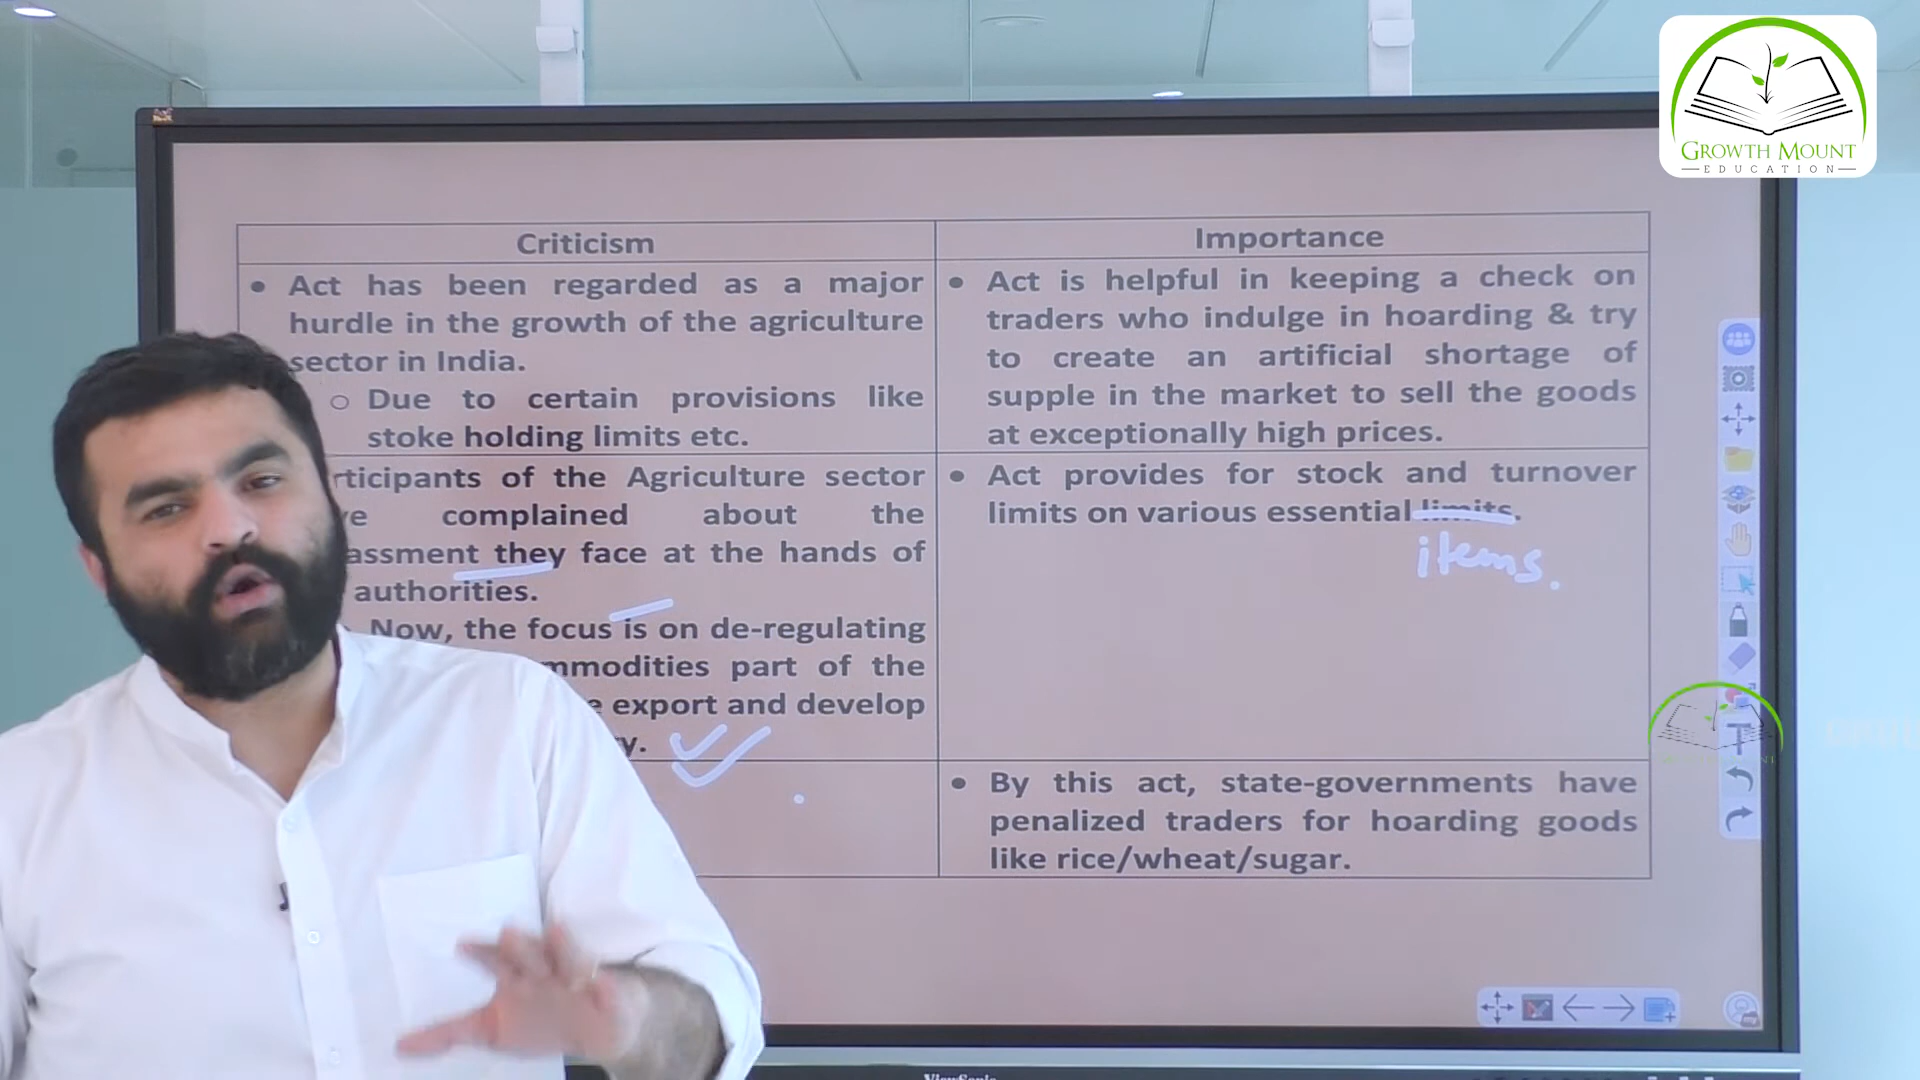 GROWTH MOUNT
EDUCATION
Criticism
Importance
• Act has been regarded as a major
hurdle in the growth of the agriculture
sector in India.
○ Due to certain provisions like
stoke holding limits etc.
rticipants of the Agriculture sector
ve complained about the
assment they face at the hands of
authorities.
Now, the focus is on de-regulating
mmodities part of the
e export and develop
y.
• Act is helpful in keeping a check on
traders who indulge in hoarding & try
to create an artificial shortage of
supple in the market to sell the goods
at exceptionally high prices.
• Act provides for stock and turnover
limits on various essential limits.
items.
• By this act, state-governments have
penalized traders for hoarding goods
like rice/wheat/sugar.
ViewSonic